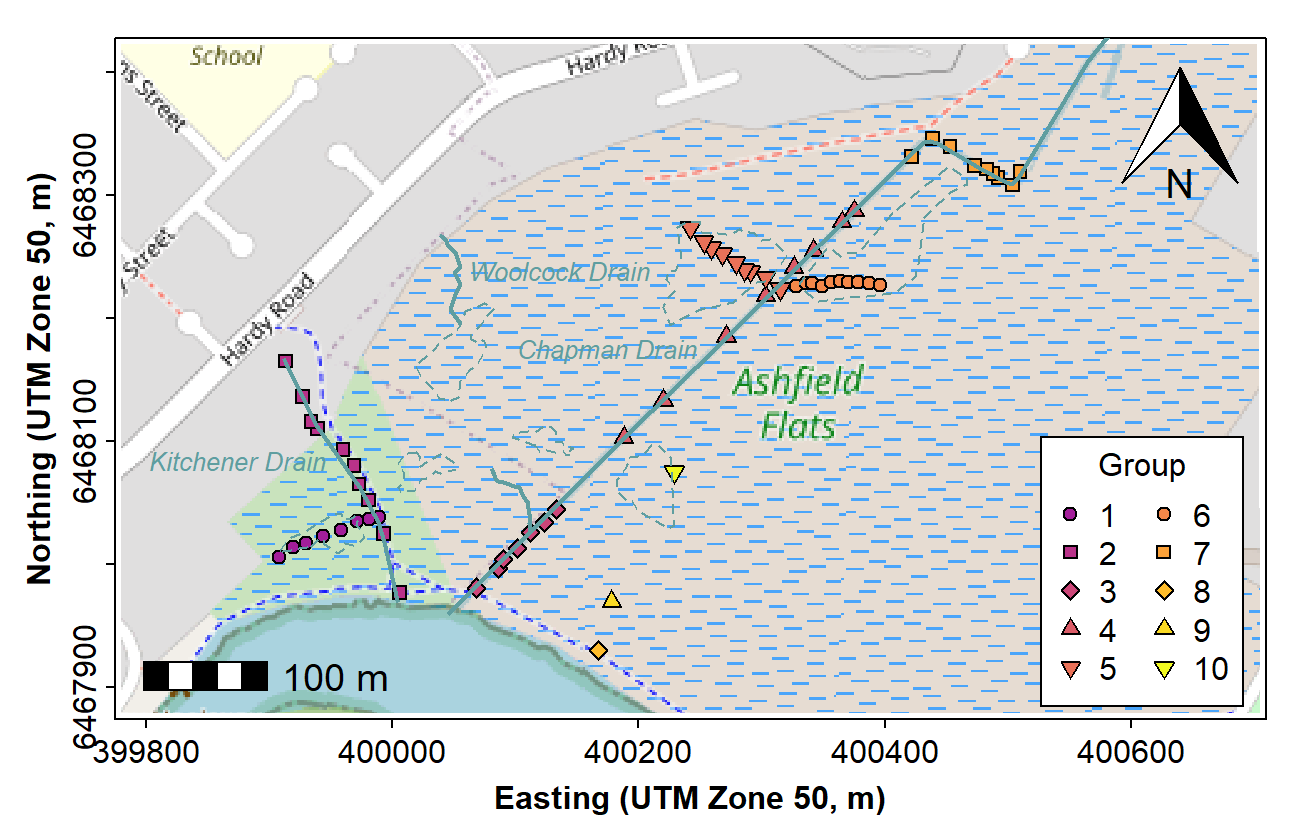 School
Hardy Ro
ns Street
Street
Hardy Road
Woolcock Drain
Chapman Drain
Kitchener Drain
Ashfield
Flats
N
100 m
Group
1 6
2 7
3 8
4 9
5 10
6468300
6468100
6467900
Northing (UTM Zone 50, m)
399800 400000 400200 400400 400600
Easting (UTM Zone 50, m)